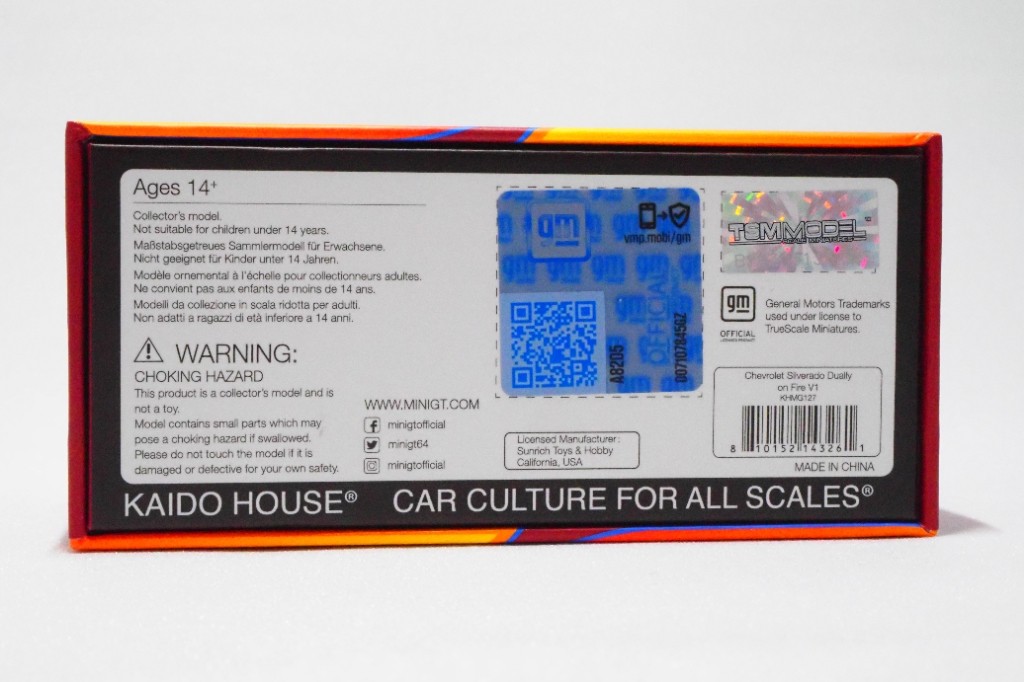 Ages 14+
Collector's model.
Not suitable for children under 14 years.
Maßstabsgetreues Sammlermodell für Erwachsene.
Nicht geeignet für Kinder unter 14 Jahren.
Modèle ornemental à l'échelle pour collectionneurs adultes.
Ne convient pas aux enfants de moins de 14 ans.
Modelli da collezione in scala ridotta per adulti.
Non adatti a ragazzi di età inferiore a 14 anni.
WARNING:
CHOKING HAZARD
This product is a collector's model and is
not a toy.
Model contains small parts which may
pose a choking hazard if swallowed.
Please do not touch the model if it is
damaged or defective for your own safety.
WWW.MINIGT.COM
minigtofficial
minigt64
minigtofficial
gm
vmp.mobi/gm
gm gm gm gm
OFFICIAL
A8205
0071078450Z
Licensed Manufacturer:
Sunrich Toys & Hobby
California, USA
TSMMODEL
gm
OFFICIAL
LICENSED PRODUCT
General Motors Trademarks
used under license to
TrueScale Miniatures.
Chevrolet Silverado Dually
on Fire V1
KHMG127
8 10152 14326 1
MADE IN CHINA
KAIDO HOUSE® CAR CULTURE FOR ALL SCALES®